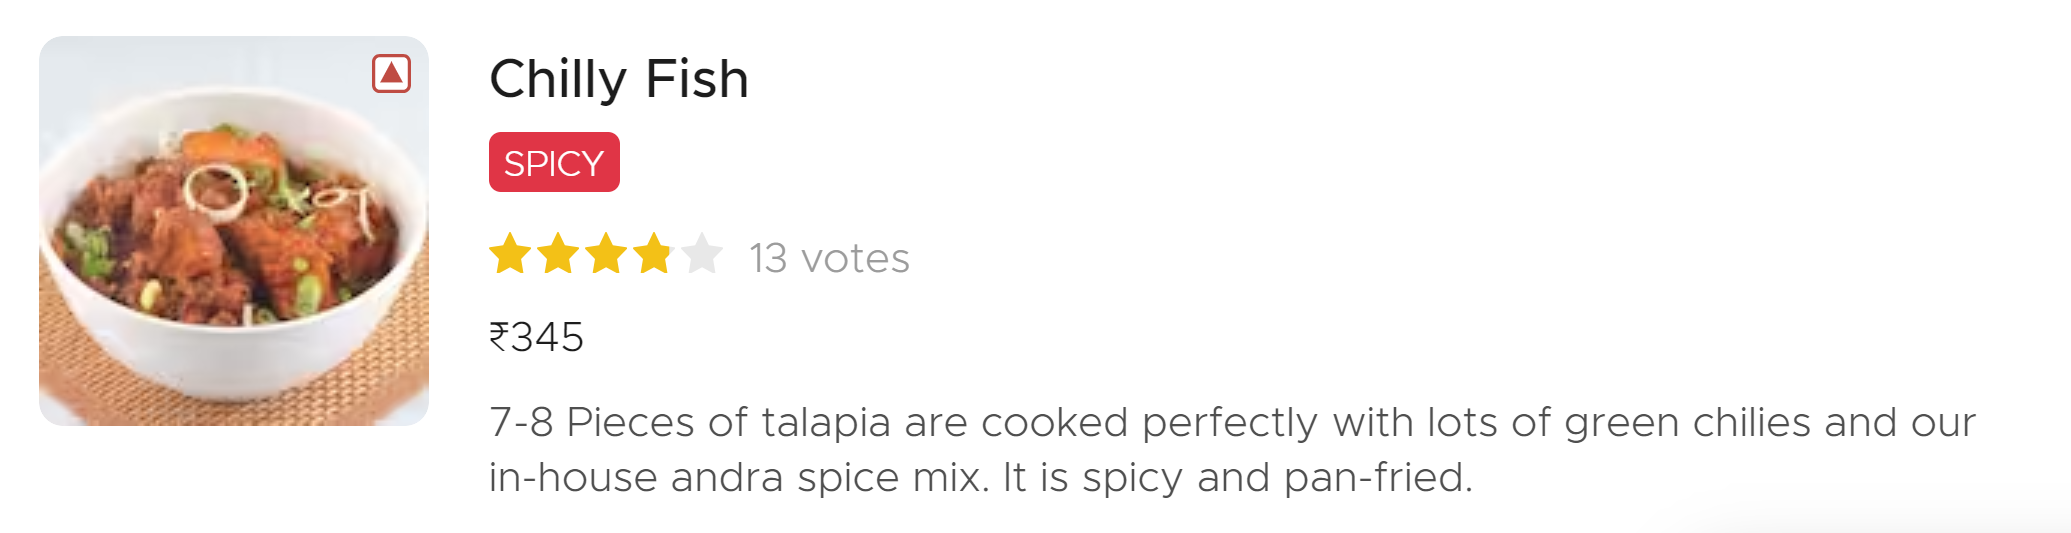 Chilly Fish
SPICY
13 votes
₹345
7-8 Pieces of talapia are cooked perfectly with lots of green chilies and our
in-house andra spice mix. It is spicy and pan-fried.